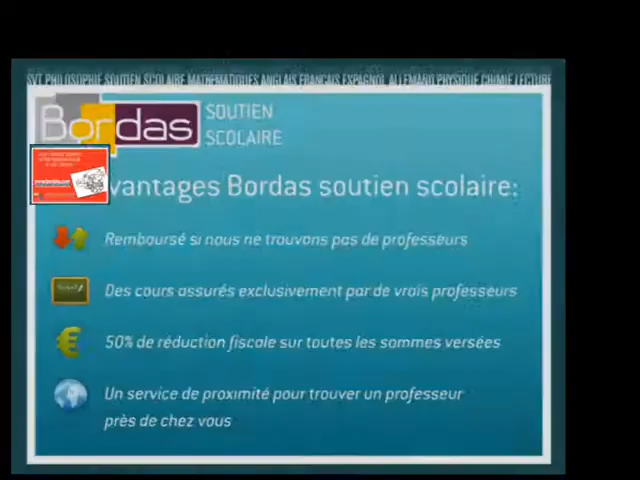 SVT PHILOSOPHIE SOUTIEN SCOLAIRE MATHEMATIQUES ANGLAIS FRANCAIS ESPAGNOL ALLEMAND PHYSIQUE CHIMIE LECTURE
Bordas
SOUTIEN
SCOLAIRE
vantages Bordas soutien scolaire:
Remboursé si nous ne trouvons pas de professeurs
Des cours assurés exclusivement par de vrais professeurs
50% de réduction fiscale sur toutes les sommes versées
Un service de proximité pour trouver un professeur
près de chez vous